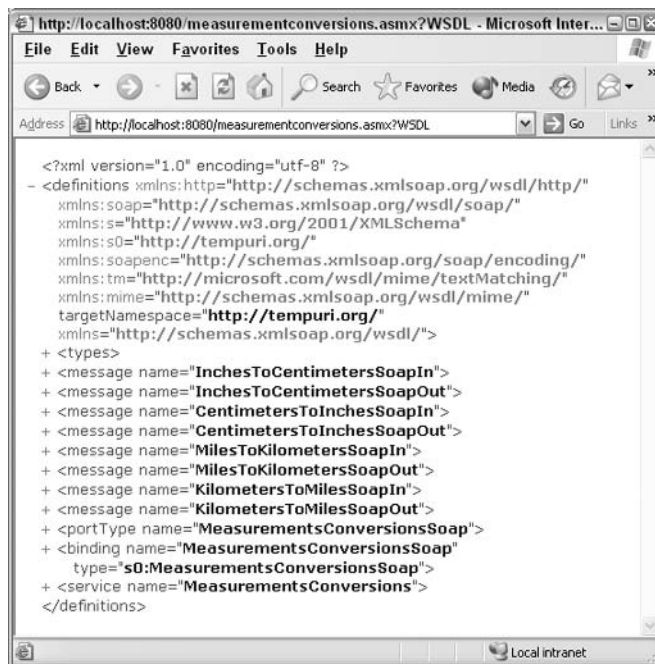 http://localhost:8080/measurementconversions.asmx?WSDL - Microsoft Inter...
File Edit View Favorites Tools Help
Back Search Favorites Media »
Address http://localhost:8080/measurementconversions.asmx?WSDL Go Links »
<?xml version="1.0" encoding="utf-8" ?>
- <definitions xmlns:http="http://schemas.xmlsoap.org/wsdl/http/"
xmlns:soap="http://schemas.xmlsoap.org/wsdl/soap/"
xmlns:s="http://www.w3.org/2001/XMLSchema"
xmlns:s0="http://tempuri.org/"
xmlns:soapenc="http://schemas.xmlsoap.org/soap/encoding/"
xmlns:tm="http://microsoft.com/wsdl/mime/textMatching/"
xmlns:mime="http://schemas.xmlsoap.org/wsdl/mime/"
targetNamespace="http://tempuri.org/"
xmlns="http://schemas.xmlsoap.org/wsdl/">
+ <types>
+ <message name="InchesToCentimetersSoapIn">
+ <message name="InchesToCentimetersSoapOut">
+ <message name="CentimetersToInchesSoapIn">
+ <message name="CentimetersToInchesSoapOut">
+ <message name="MilesToKilometersSoapIn">
+ <message name="MilesToKilometersSoapOut">
+ <message name="KilometersToMilesSoapIn">
+ <message name="KilometersToMilesSoapOut">
+ <portType name="MeasurementsConversionsSoap">
+ <binding name="MeasurementsConversionsSoap"
type="s0:MeasurementsConversionsSoap">
+ <service name="MeasurementsConversions">
</definitions>
Local intranet